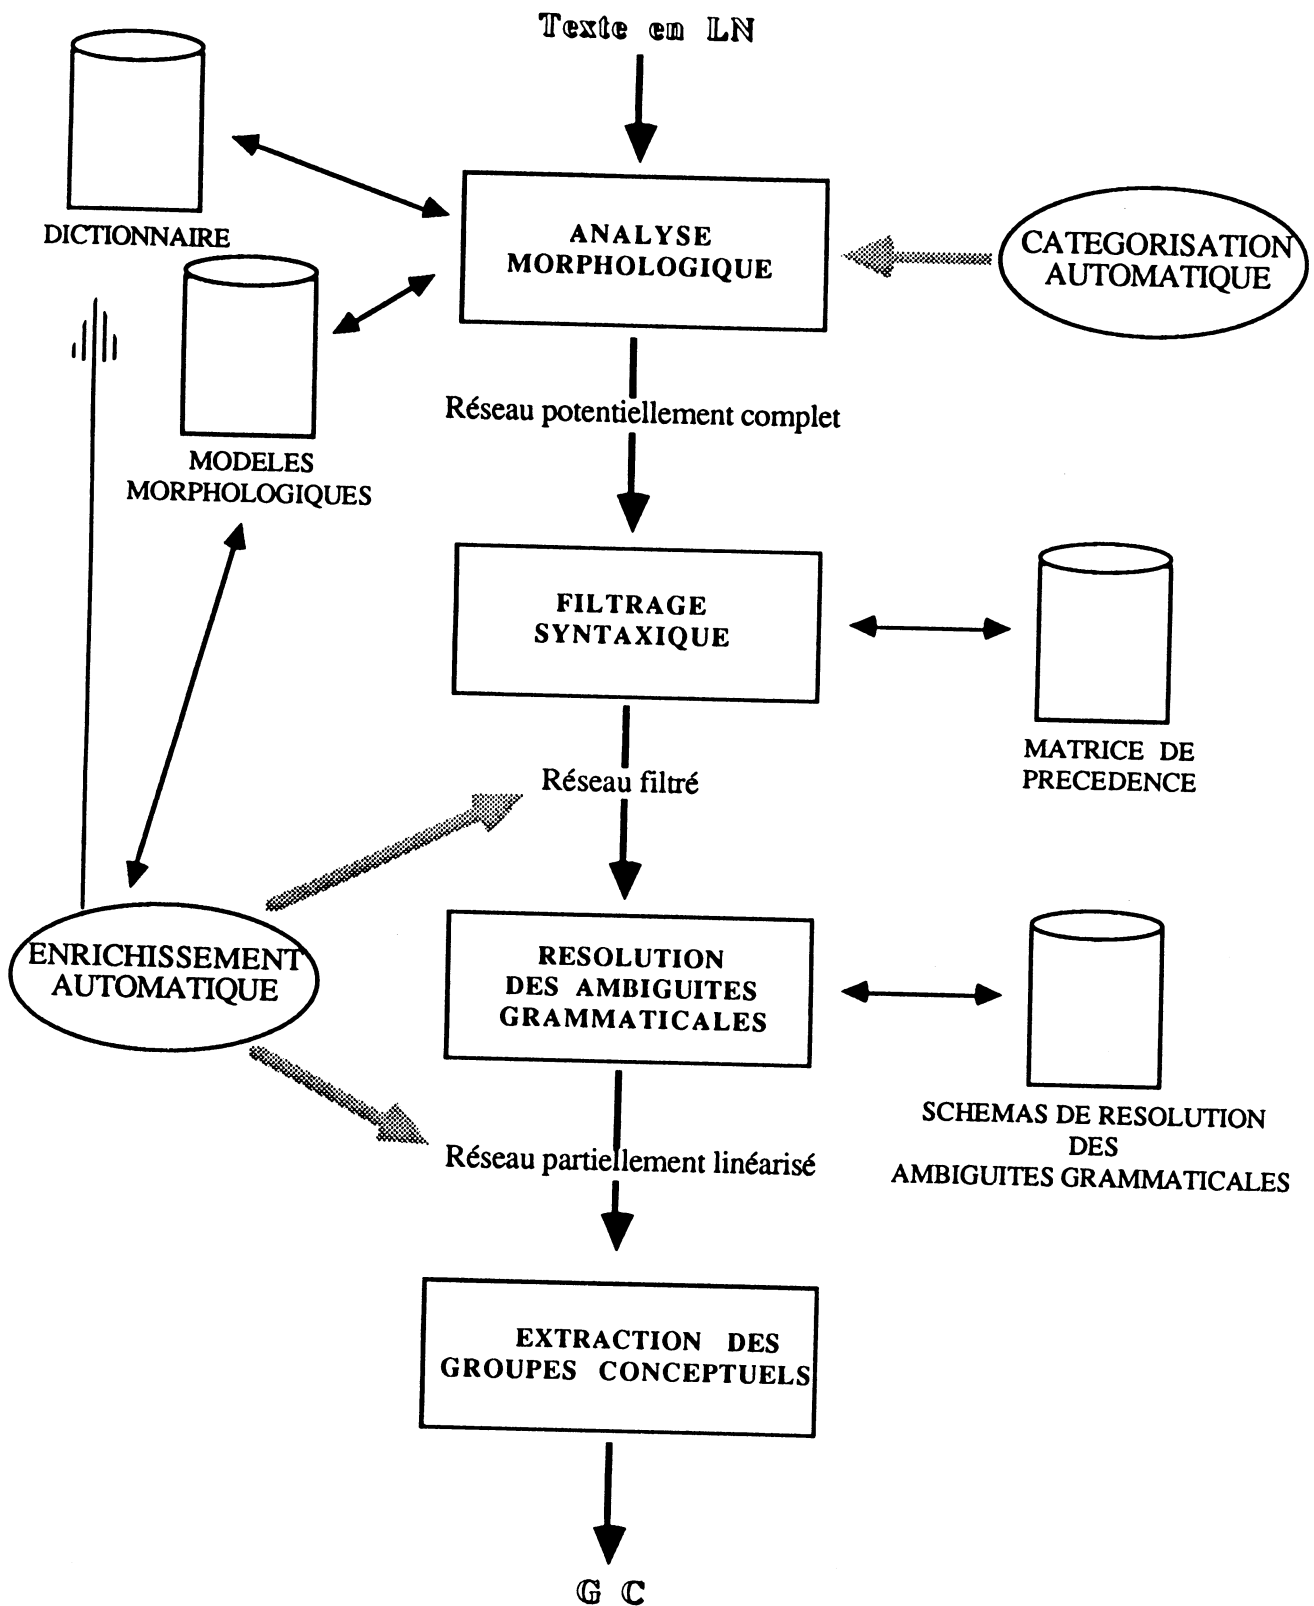 Texte en LN
DICTIONNAIRE
ANALYSE
MORPHOLOGIQUE
CATEGORISATION
AUTOMATIQUE
Réseau potentiellement complet
MODELES
MORPHOLOGIQUES
FILTRAGE
SYNTAXIQUE
MATRICE DE
PRECEDENCE
Réseau filtré
ENRICHISSEMENT
AUTOMATIQUE
RESOLUTION
DES AMBIGUITES
GRAMMATICALES
SCHEMAS DE RESOLUTION
DES
AMBIGUITES GRAMMATICALES
Réseau partiellement linéarisé
EXTRACTION DES
GROUPES CONCEPTUELS
G C